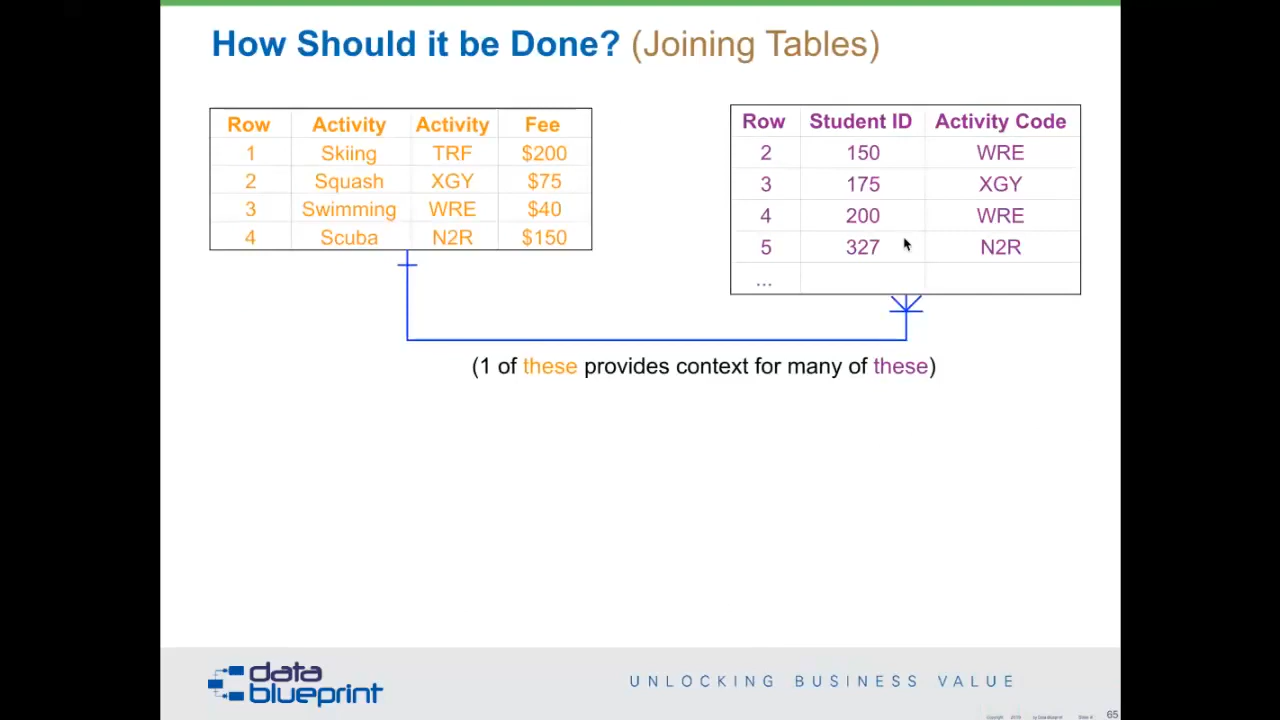 How Should it be Done? (Joining Tables)
Row Activity Activity Fee
1 Skiing TRF $200
2 Squash XGY $75
3 Swimming WRE $40
4 Scuba N2R $150
Row Student ID Activity Code
2 150 WRE
3 175 XGY
4 200 WRE
5 327 N2R
...
(1 of these provides context for many of these)
data
blueprint
UNLOCKING BUSINESS VALUE
65